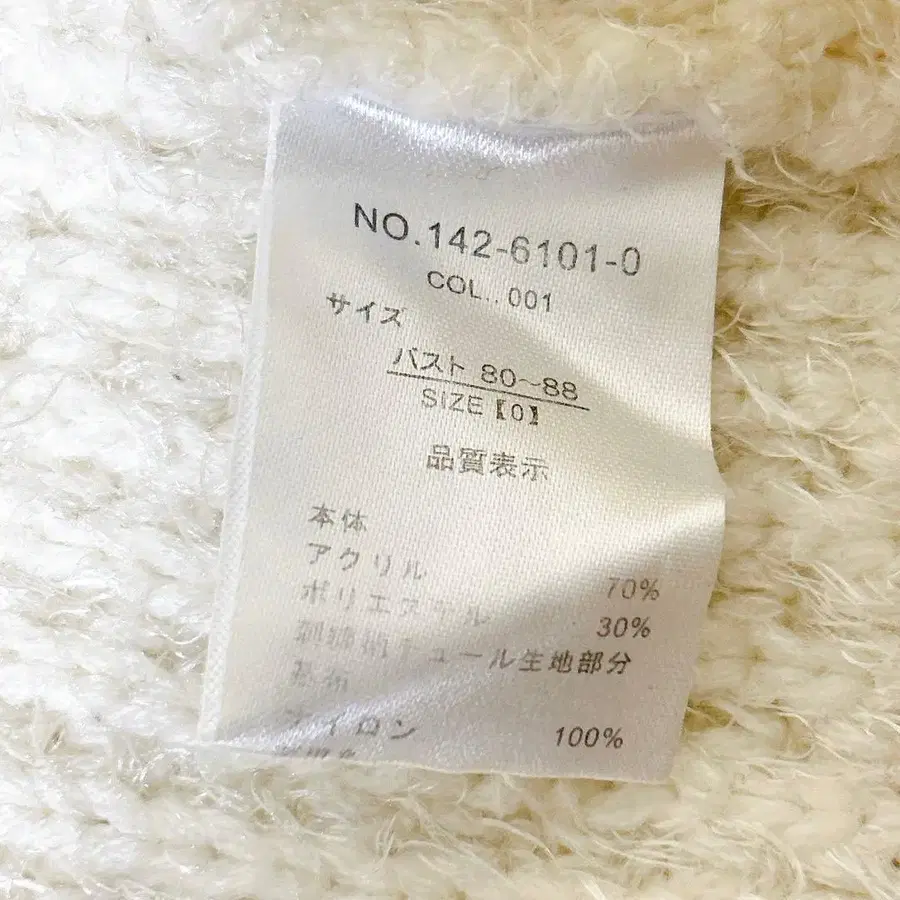 NO.142-6101-0
COL..001
サイズ
バスト 80～88
SIZE【0】
品質表示
本体
アクリル 70%
ポリエステル 30%
チュール生地部分
ナイロン 100%